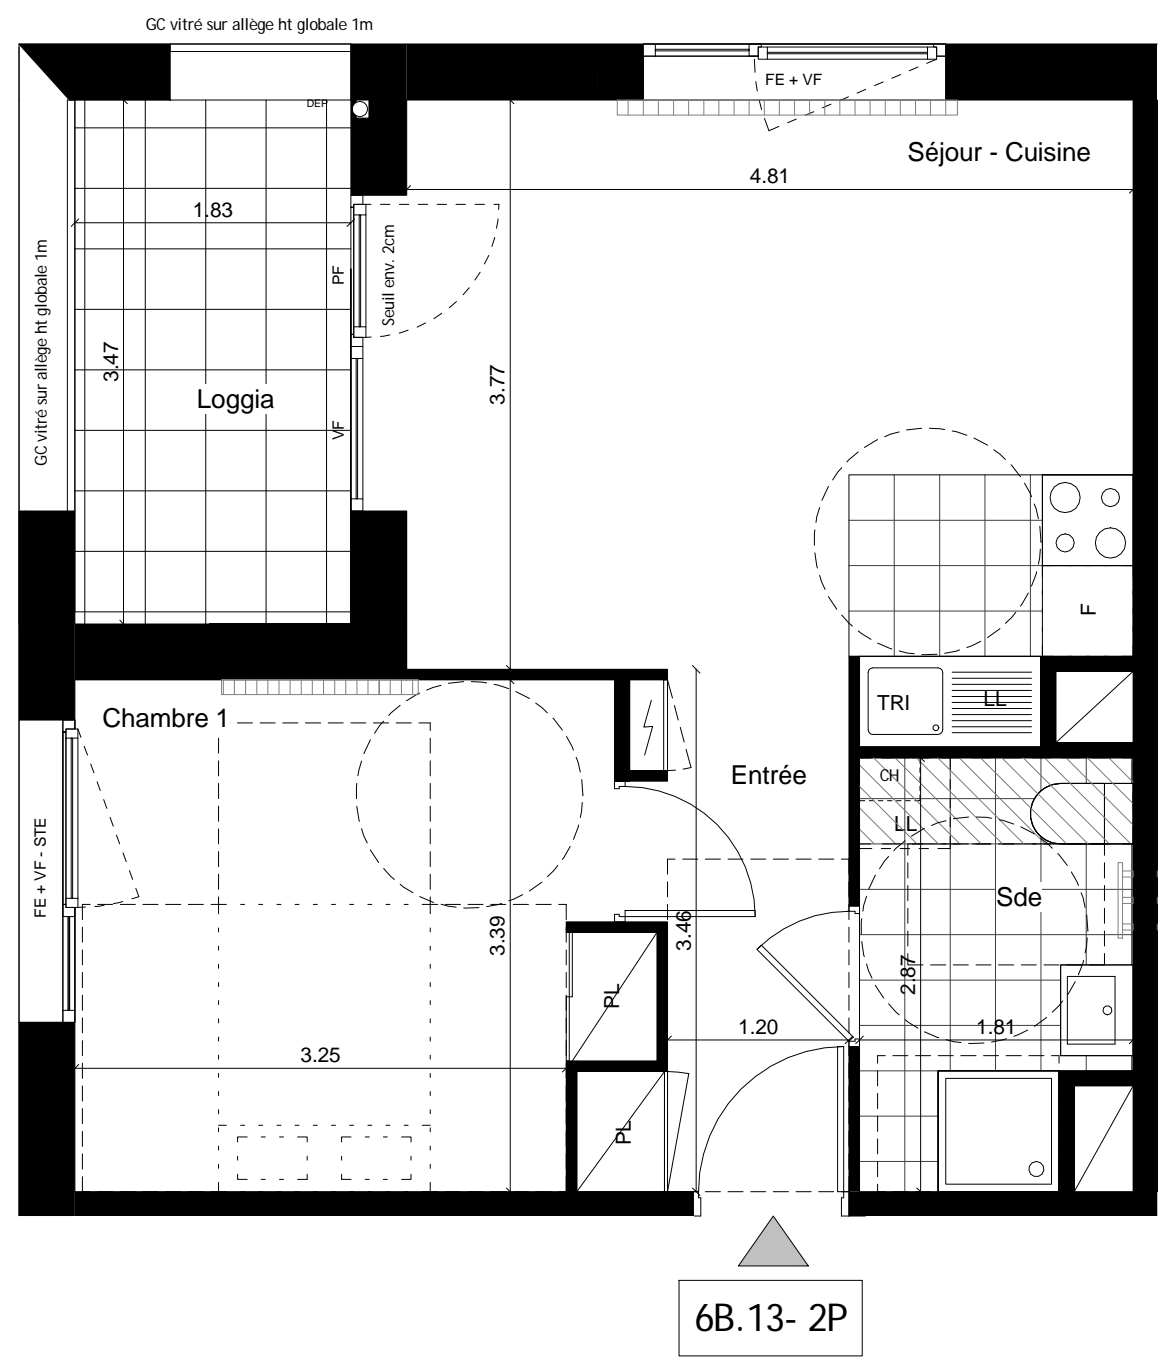 GC vitré sur allège ht globale 1m
FE + VF
DEP
Séjour - Cuisine
4.81
1.83
GC vitré sur allège ht globale 1m
PF
Seuil env. 2cm
3.47
3.77
Loggia
VF
F
TRI
LL
Chambre 1
Entrée
CH
LL
FE + VF - STE
Sde
3.39
3.46
2.87
PL
1.20
1.81
3.25
PL
6B.13- 2P